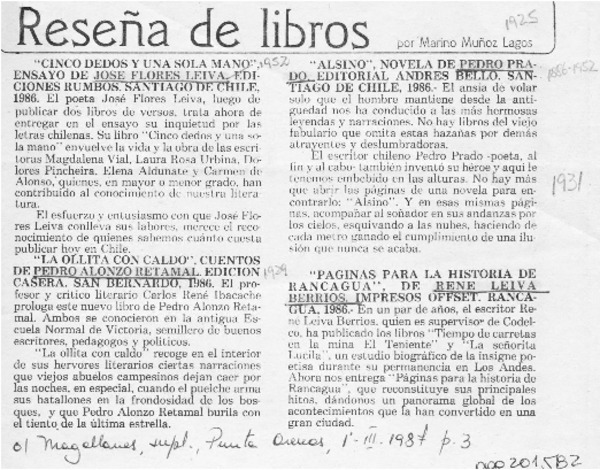 Reseña de libros
por Marino Muñoz Lagos
1925
"CINCO DEDOS Y UNA SOLA MANO",
ENSAYO DE JOSE FLORES LEIVA, EDI-
CIONES RUMBOS, SANTIAGO DE CHILE,
1986. El poeta José Flores Leiva, luego de
publicar dos libros de versos, trata ahora de
entregar en el ensayo su inquietud por las
letras chilenas. Su libro "Cinco dedos y una so-
la mano" envuelve la vida y la obra de las escri-
toras Magdalena Vial, Laura Rosa Urbina, Do-
lores Pincheira, Elena Aldunate y Carmen de
Alonso, quienes, en mayor o menor grado, han
contribuido al conocimiento de nuestra litera-
tura.
El esfuerzo y entusiasmo con que José Flo-
res Leiva conlleva sus labores, merece el reco-
nocimiento de quienes sabemos cuánto cuesta
publicar hoy en Chile.
"LA OLLITA CON CALDO", CUENTOS
DE PEDRO ALONZO RETAMAL. EDICION
CASERA, SAN BERNARDO, 1986. El pro-
fesor y crítico literario Carlos René Ibacache
prologa este nuevo libro de Pedro Alonzo Reta-
mal. Ambos se conocieron en la antigua Es-
cuela Normal de Victoria, semillero de buenos
escritores, pedagogos y políticos.
"La ollita con caldo" recoge en el interior
de sus hervores literarios ciertas narraciones
que viejos abuelos campesinos dejan caer por
las noches, en especial, cuando el puelche arma
sus batallones en la frondosidad de los bos-
ques, y que Pedro Alonzo Retamal burila con
el tiento de la última estrella.
1952
1929
"ALSINO", NOVELA DE PEDRO PRA-
DO, EDITORIAL ANDRES BELLO, SAN-
TIAGO DE CHILE, 1986.- El ansia de volar
solo que el hombre mantiene desde la anti-
guedad nos ha conducido a las más hermosas
leyendas y narraciones. No hay libros del viejo
fabulario que omita estas hazañas por demás
atrayentes y deslumbradoras.
El escritor chileno Pedro Prado -poeta, al
fin y al cabo- también inventó su héroe y aquí le
tenemos embebido en las alturas. No hay más
que abrir las páginas de una novela para en-
contrarlo: "Alsino". Y en esas mismas pági-
nas, acompañar al soñador en sus andanzas por
los cielos, esquivando a las nubes, haciendo de
cada metro ganado el cumplimiento de una ilu-
sión que nunca se acaba.
"PAGINAS PARA LA HISTORIA DE
RANCAGUA", DE RENE LEIVA
BERRIOS, IMPRESOS OFFSET, RANCA-
GUA, 1986.- En un par de años, el escritor Re-
né Leiva Berríos, quien es supervisor de Codel-
co, ha publicado los libros "Tiempo de carretas
en la mina El Teniente" y "La señorita
Lucila", un estudio biográfico de la insigne po-
etisa durante su permanencia en Los Andes.
Ahora nos entrega "Páginas para la historia de
Rancagua", que reconstituye sus principales
hitos, dándonos un panorama global de los
acontecimientos que la han convertido en una
gran ciudad.
1886-1952
1931
El Magallanes, supl., Punta Arenas, 1-III-1987 p. 3
000201582